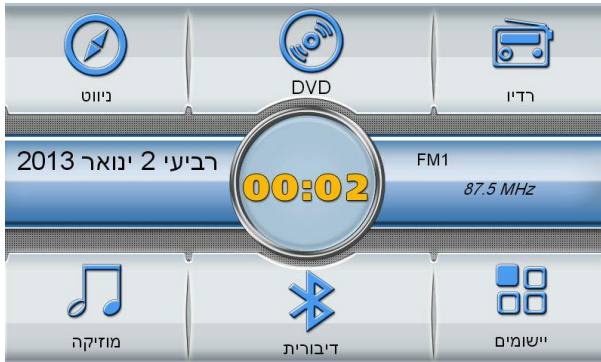 רדיו
DVD
ניווט
FM1
87.5 MHz
00:02
רביעי 2 ינואר 2013
יישומים
דיבורית
מוזיקה